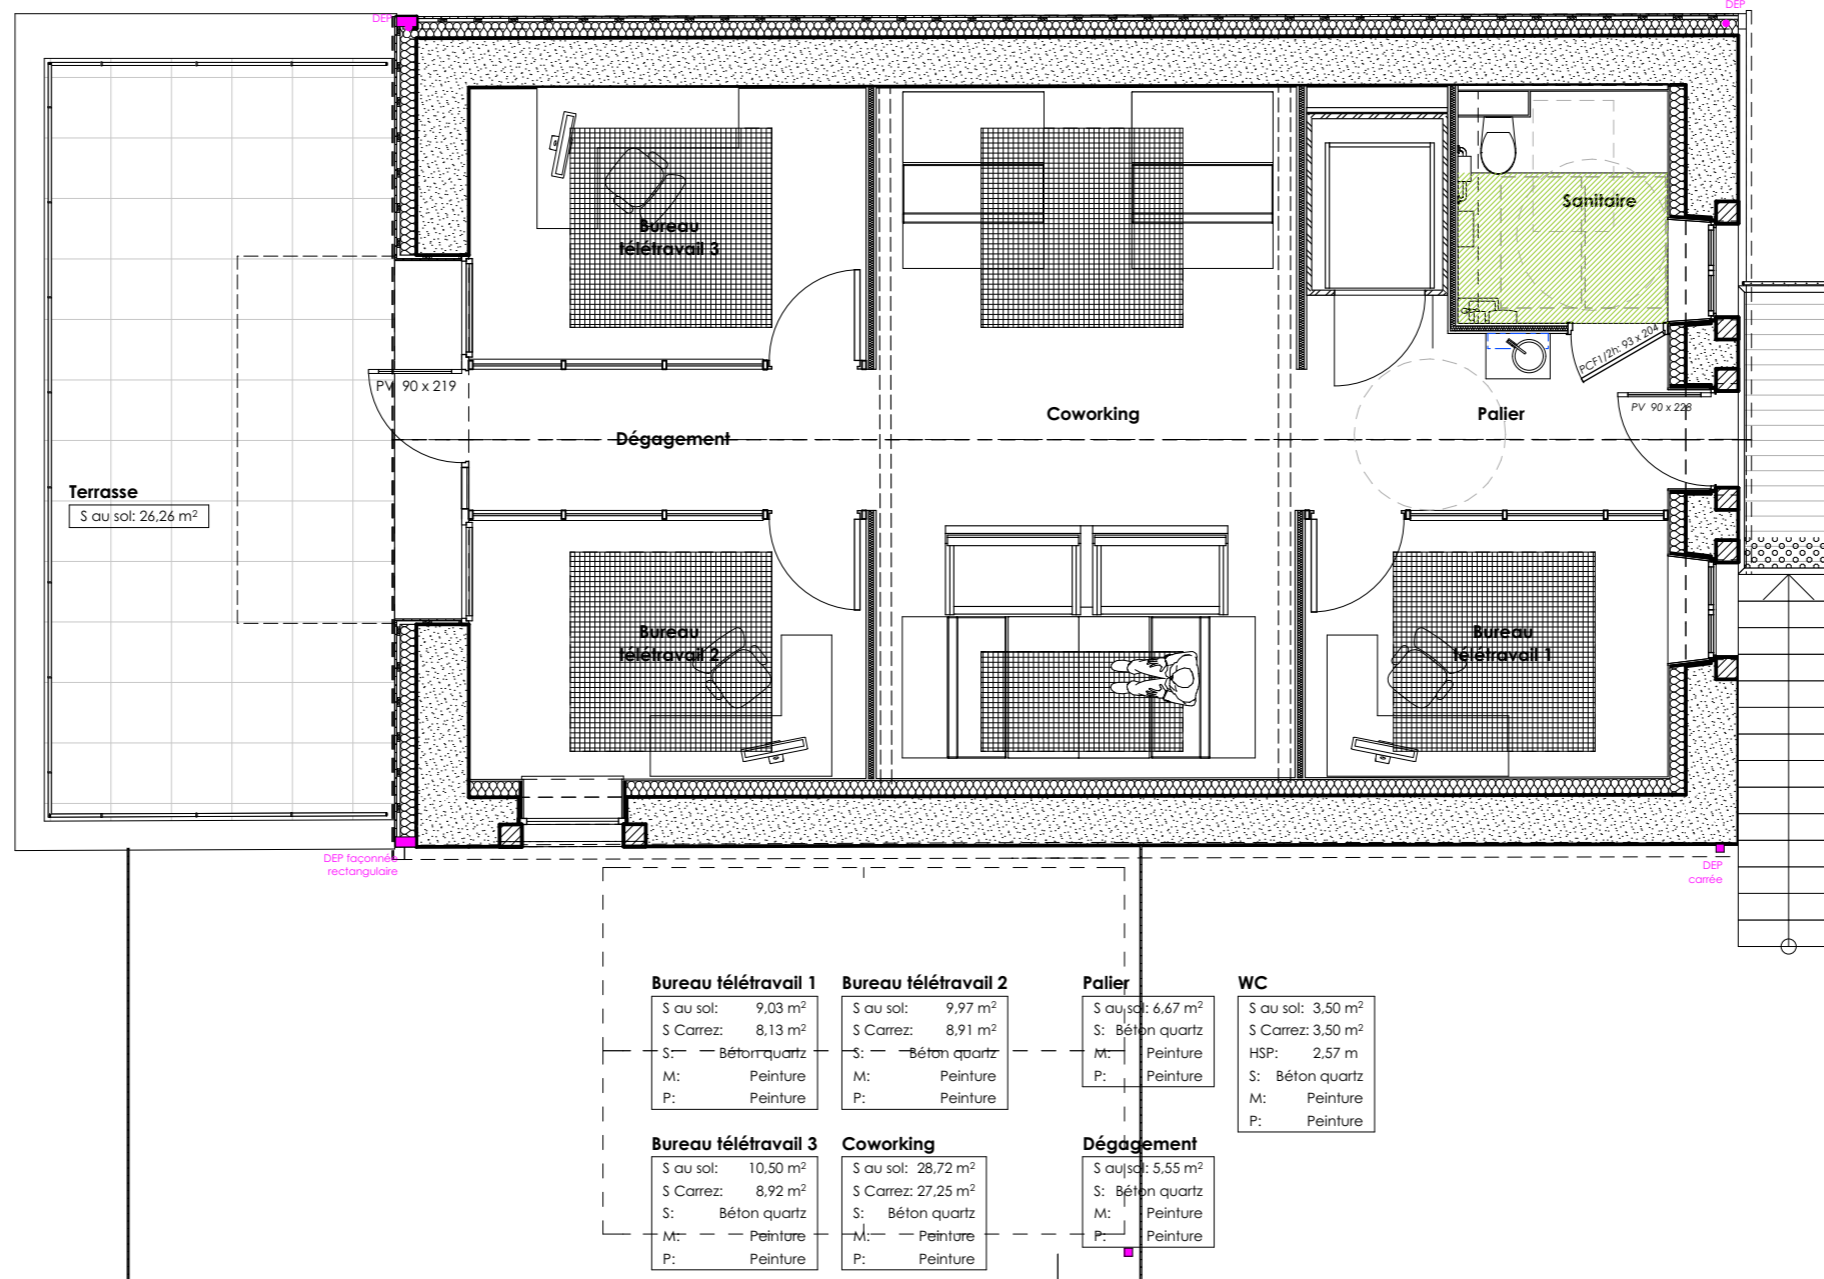 DEP
DEP
Bureau
télétravail 3
Sanitaire
PCF1/2h: 93 x 204
PV 90 x 219
PV 90 x 228
Coworking
Palier
Dégagement
Terrasse
S au sol: 26,26 m²
Bureau
télétravail 2
Bureau
télétravail 1
DEP façonnée
rectangulaire
DEP
carrée
Bureau télétravail 1
S au sol: 9,03 m²
S Carrez: 8,13 m²
S: Béton quartz
M: Peinture
P: Peinture
Bureau télétravail 2
S au sol: 9,97 m²
S Carrez: 8,91 m²
S: Béton quartz
M: Peinture
P: Peinture
Palier
S au sol: 6,67 m²
S: Béton quartz
M: Peinture
P: Peinture
WC
S au sol: 3,50 m²
S Carrez: 3,50 m²
HSP: 2,57 m
S: Béton quartz
M: Peinture
P: Peinture
Bureau télétravail 3
S au sol: 10,50 m²
S Carrez: 8,92 m²
S: Béton quartz
M: Peinture
P: Peinture
Coworking
S au sol: 28,72 m²
S Carrez: 27,25 m²
S: Béton quartz
M: Peinture
P: Peinture
Dégagement
S au sol: 5,55 m²
S: Béton quartz
M: Peinture
P: Peinture